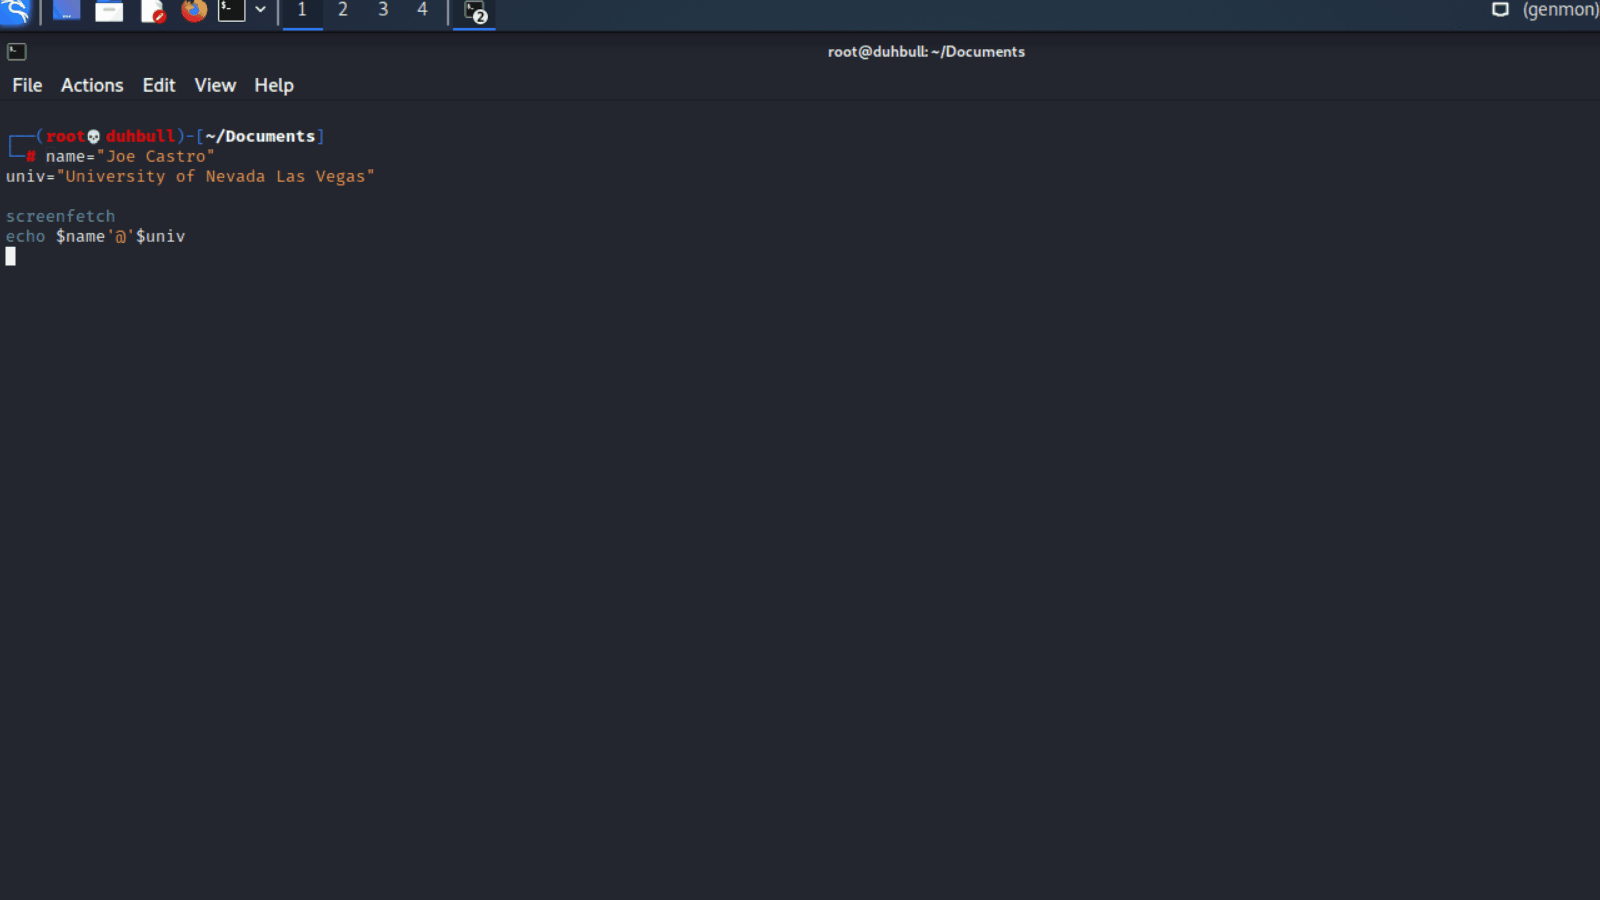 1 2 3 4 2 (genmon)
root@duhbull: ~/Documents
File Actions Edit View Help
┌──(root💀duhbull)-[~/Documents]
└─# name="Joe Castro"
univ="University of Nevada Las Vegas"
screenfetch
echo $name'@'$univ